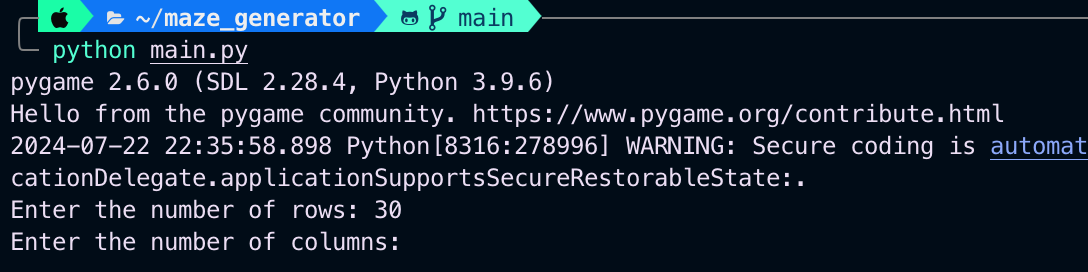 ~/maze_generator main
python main.py
pygame 2.6.0 (SDL 2.28.4, Python 3.9.6)
Hello from the pygame community. https://www.pygame.org/contribute.html
2024-07-22 22:35:58.898 Python[8316:278996] WARNING: Secure coding is automat
cationDelegate.applicationSupportsSecureRestorableState:.
Enter the number of rows: 30
Enter the number of columns: